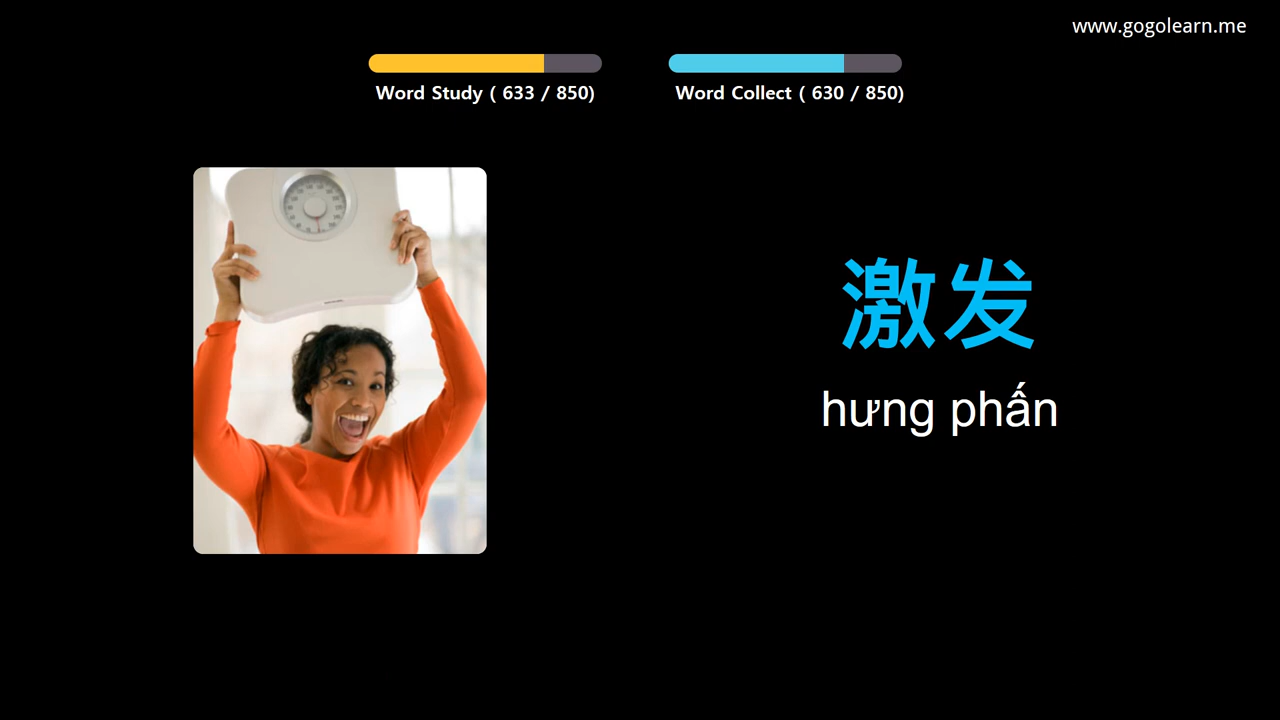 www.gogolearn.me
Word Study ( 633 / 850)
Word Collect ( 630 / 850)
激发
hưng phấn